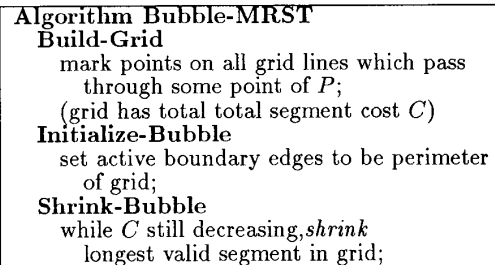 Algorithm Bubble-MRST
Build-Grid
mark points on all grid lines which pass
through some point of P;
(grid has total total segment cost C)
Initialize-Bubble
set active boundary edges to be perimeter
of grid;
Shrink-Bubble
while C still decreasing,shrink
longest valid segment in grid;